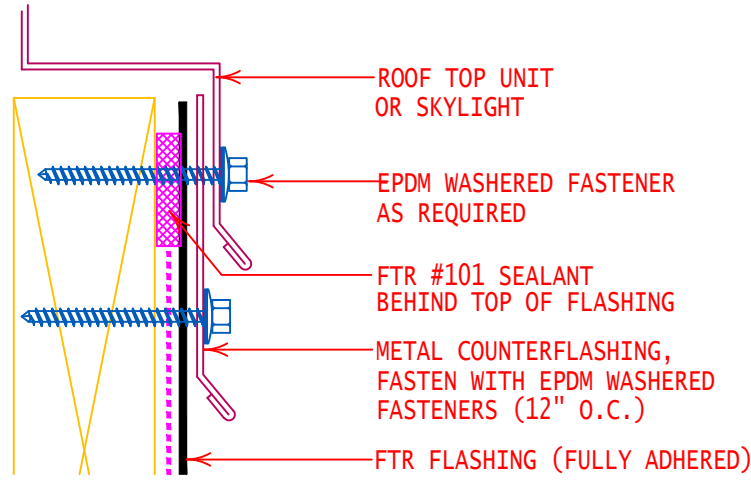 ROOF TOP UNIT
OR SKYLIGHT
EPDM WASHERED FASTENER
AS REQUIRED
FTR #101 SEALANT
BEHIND TOP OF FLASHING
METAL COUNTERFLASHING,
FASTEN WITH EPDM WASHERED
FASTENERS (12" O.C.)
FTR FLASHING (FULLY ADHERED)